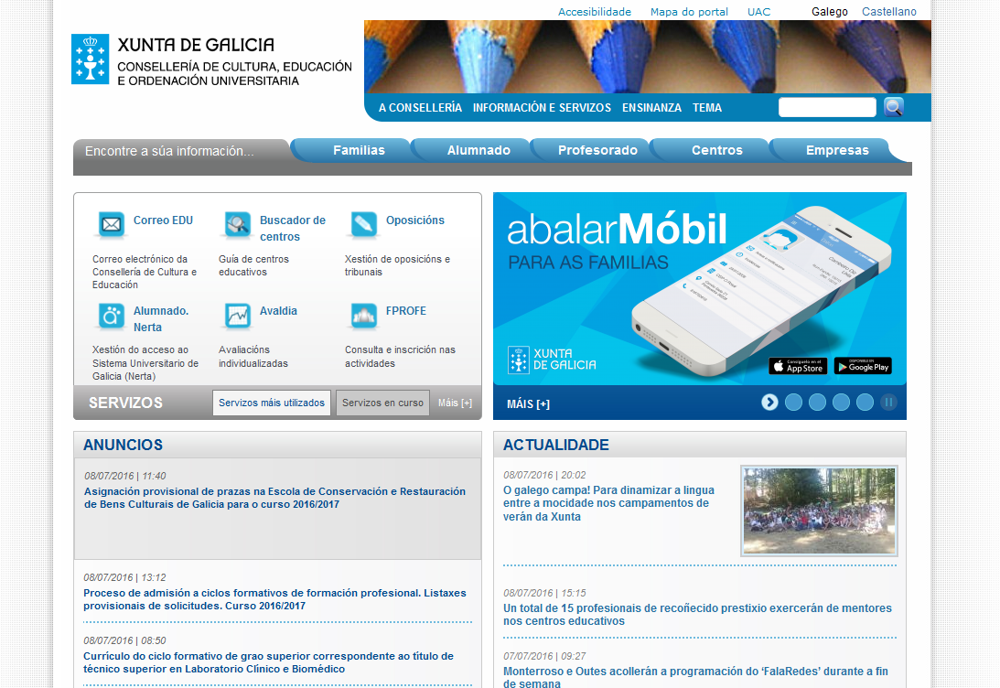 Accesibilidade Mapa do portal UAC Galego Castellano
XUNTA DE GALICIA
CONSELLERÍA DE CULTURA, EDUCACIÓN
E ORDENACIÓN UNIVERSITARIA
A CONSELLERÍA INFORMACIÓN E SERVIZOS ENSINANZA TEMA
Encontre a súa información... Familias Alumnado Profesorado Centros Empresas
Correo EDU
Correo electrónico da
Consellería de Cultura e
Educación
Buscador de
centros
Guía de centros
educativos
Oposicións
Xestión de oposicións e
tribunais
Alumnado.
Nerta
Xestión do acceso ao
Sistema Universitario de
Galicia (Nerta)
Avaldia
Avaliacións
individualizadas
FPROFE
Consulta e inscrición nas
actividades
SERVIZOS Servizos máis utilizados Servizos en curso MÁIS [+]
abalarMóbil
PARA AS FAMILIAS
XUNTA
DE GALICIA
App Store
Google Play
MÁIS [+]
ANUNCIOS
08/07/2016 | 11:40
Asignación provisional de prazas na Escola de Conservación e Restauración
de Bens Culturais de Galicia para o curso 2016/2017
08/07/2016 | 13:12
Proceso de admisión a ciclos formativos de formación profesional. Listaxes
provisionais de solicitudes. Curso 2016/2017
08/07/2016 | 08:50
Currículo do ciclo formativo de grao superior correspondente ao título de
técnico superior en Laboratorio Clínico e Biomédico
ACTUALIDADE
08/07/2016 | 20:02
O galego campa! Para dinamizar a lingua
entre a mocidade nos campamentos de
verán da Xunta
08/07/2016 | 15:15
Un total de 15 profesionais de recoñecido prestixio exercerán de mentores
nos centros educativos
07/07/2016 | 09:27
Monterroso e Outes acollerán a programación do ‘FalaRedes’ durante a fin
de semana